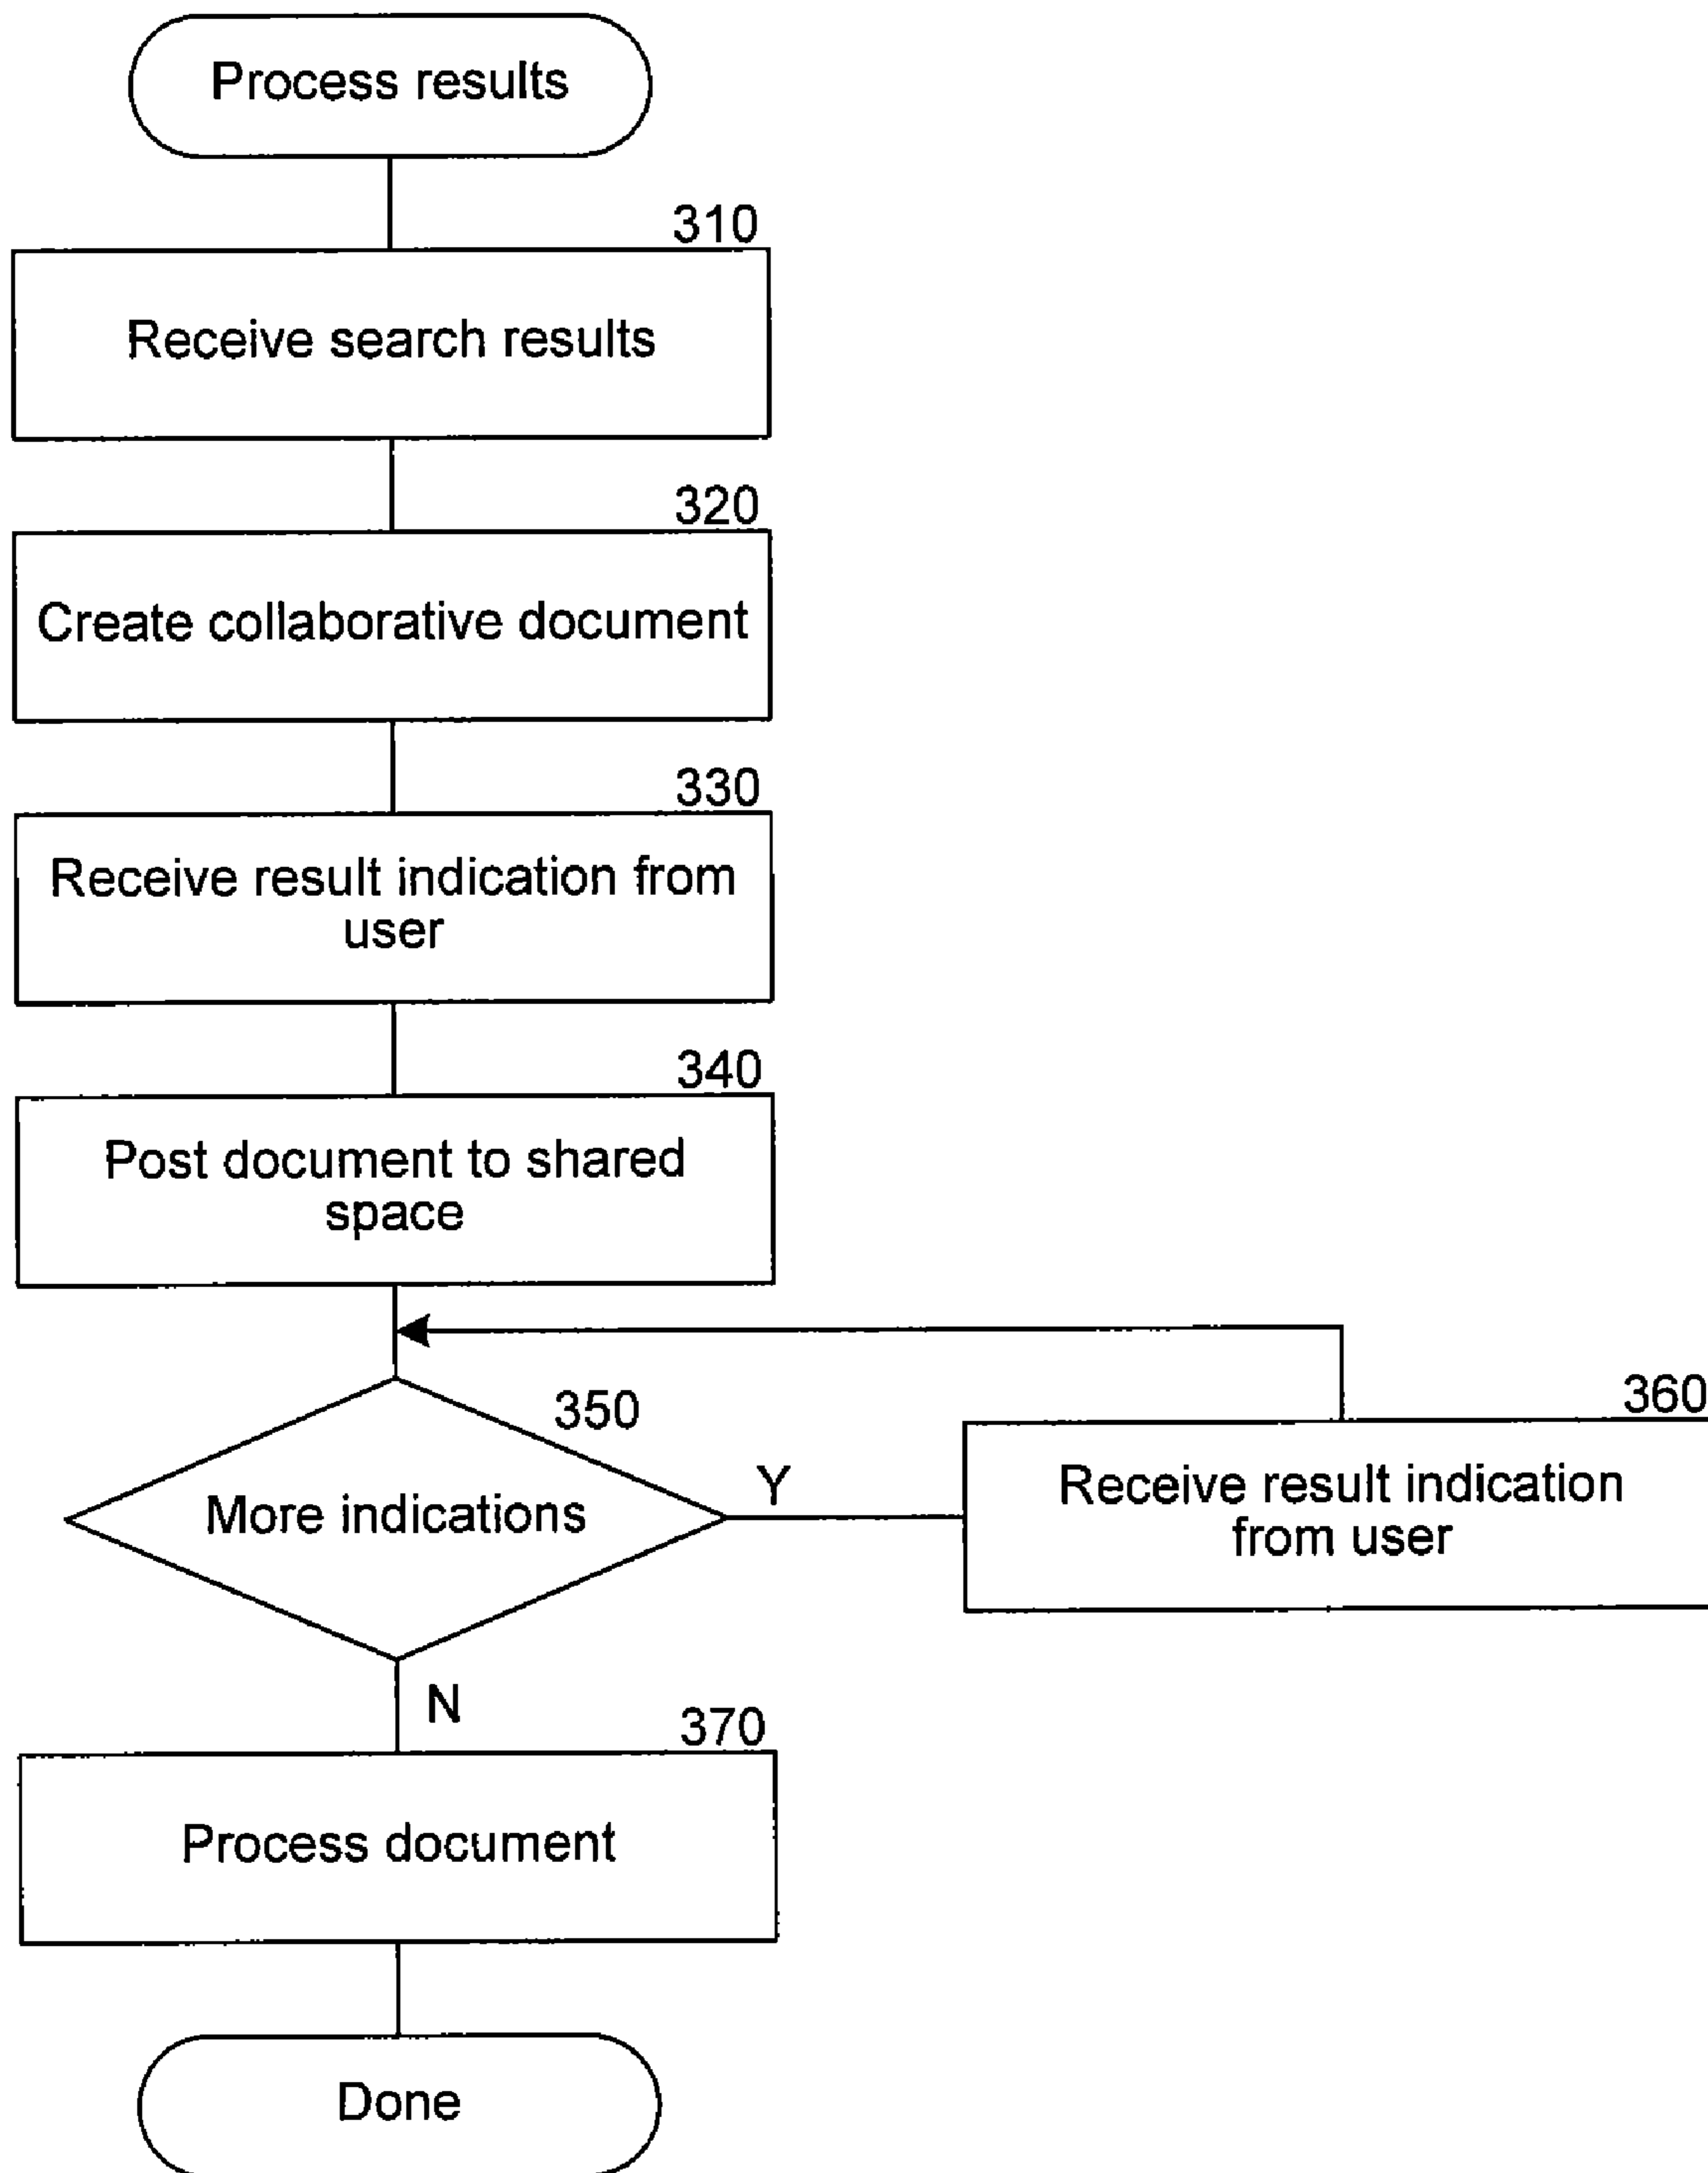 Process results
310
Receive search results
320
Create collaborative document
330
Receive result indication from
user
340
Post document to shared
space
350
More indications
Y
360
Receive result indication
from user
N
370
Process document
Done